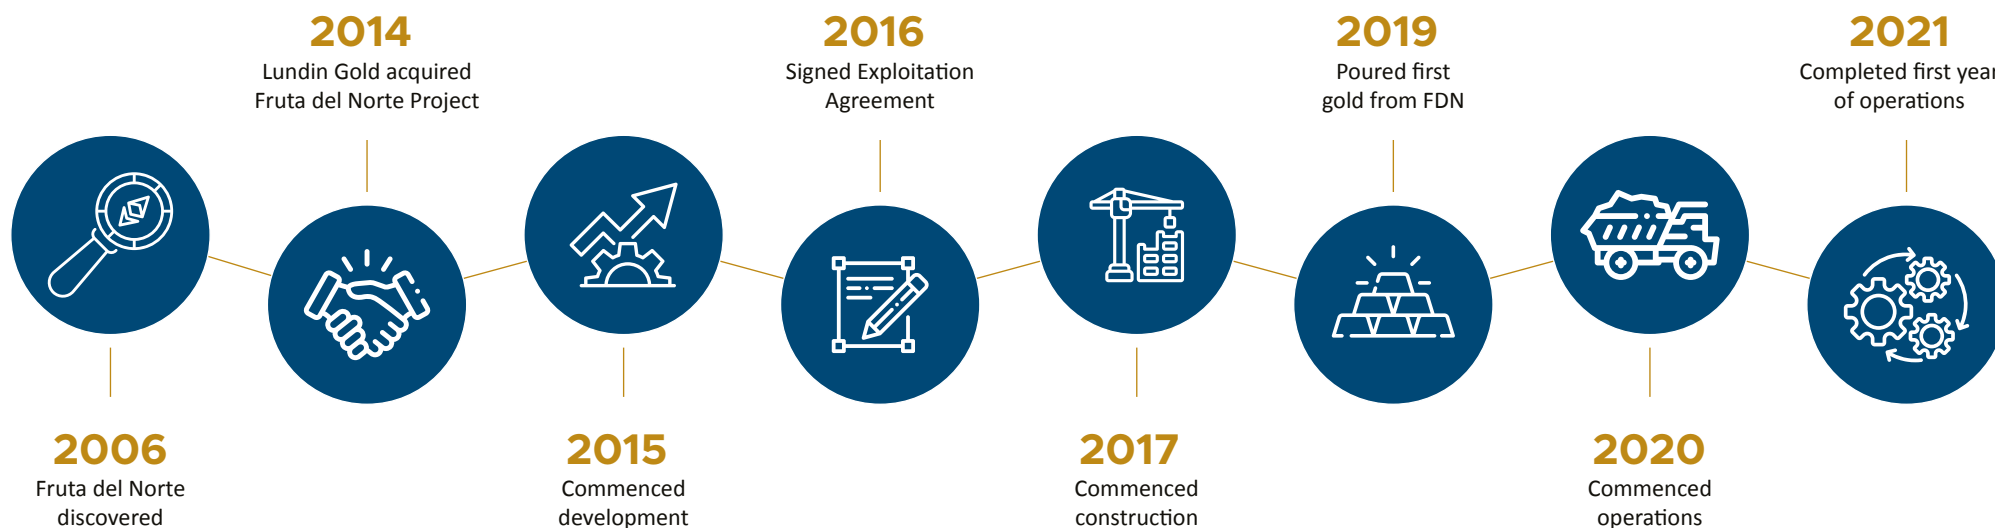 2014
Lundin Gold acquired
Fruta del Norte Project
2016
Signed Exploitation
Agreement
2019
Poured first
gold from FDN
2021
Completed first year
of operations
2006
Fruta del Norte
discovered
2015
Commenced
development
2017
Commenced
construction
2020
Commenced
operations